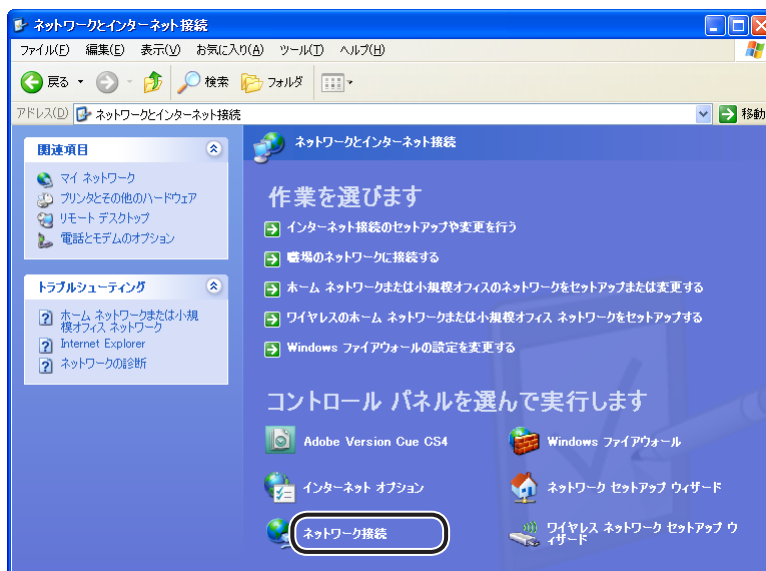 ネットワークとインターネット接続
ファイル(F) 編集(E) 表示(V) お気に入り(A) ツール(T) ヘルプ(H)
戻る 検索 フォルダ
アドレス(D) ネットワークとインターネット接続 移動
関連項目
マイ ネットワーク
プリンタとその他のハードウェア
リモート デスクトップ
電話とモデムのオプション
トラブルシューティング
ホーム ネットワークまたは小規
模オフィス ネットワーク
Internet Explorer
ネットワークの診断
ネットワークとインターネット接続
作業を選びます
インターネット接続のセットアップや変更を行う
職場のネットワークに接続する
ホーム ネットワークまたは小規模オフィスのネットワークをセットアップまたは変更する
ワイヤレスのホーム ネットワークまたは小規模オフィス ネットワークをセットアップする
Windows ファイアウォールの設定を変更する
コントロール パネルを選んで実行します
Adobe Version Cue CS4
Windows ファイアウォール
インターネット オプション
ネットワーク セットアップ ウィザード
ネットワーク接続
ワイヤレス ネットワーク セットアップ ウ
ィザード